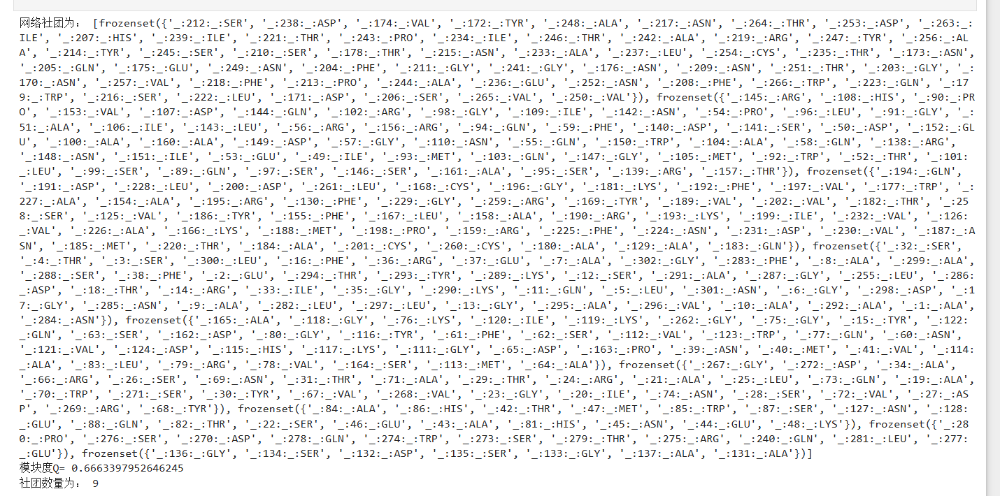 网络社团为： [frozenset({'_:212:_:SER', '_:238:_:ASP', '_:174:_:VAL', '_:172:_:TYR', '_:248:_:ALA', '_:217:_:ASN', '_:264:_:THR', '_:253:_:ASP', '_:263:_:
ILE', '_:207:_:HIS', '_:239:_:ILE', '_:221:_:THR', '_:243:_:PRO', '_:234:_:ILE', '_:246:_:THR', '_:242:_:ALA', '_:219:_:ARG', '_:247:_:TYR', '_:256:_:AL
A', '_:214:_:TYR', '_:245:_:SER', '_:210:_:SER', '_:178:_:THR', '_:215:_:ASN', '_:233:_:ALA', '_:237:_:LEU', '_:254:_:CYS', '_:235:_:THR', '_:173:_:ASN',
'_:205:_:GLN', '_:175:_:GLU', '_:249:_:ASN', '_:204:_:PHE', '_:211:_:GLY', '_:241:_:GLY', '_:176:_:ASN', '_:209:_:ASN', '_:251:_:THR', '_:203:_:GLY', '_:
170:_:ASN', '_:257:_:VAL', '_:218:_:PHE', '_:213:_:PRO', '_:244:_:ALA', '_:236:_:GLU', '_:252:_:ASN', '_:208:_:PHE', '_:266:_:TRP', '_:223:_:GLN', '_:17
9:_:TRP', '_:216:_:SER', '_:222:_:LEU', '_:171:_:ASP', '_:206:_:SER', '_:265:_:VAL', '_:250:_:VAL'}), frozenset({'_:145:_:ARG', '_:108:_:HIS', '_:90:_:PR
O', '_:153:_:VAL', '_:107:_:ASP', '_:144:_:GLN', '_:102:_:ARG', '_:98:_:GLY', '_:109:_:ILE', '_:142:_:ASN', '_:54:_:PRO', '_:96:_:LEU', '_:91:_:GLY', '_:
51:_:ALA', '_:106:_:ILE', '_:143:_:LEU', '_:56:_:ARG', '_:156:_:ARG', '_:94:_:GLN', '_:59:_:PHE', '_:140:_:ASP', '_:141:_:SER', '_:50:_:ASP', '_:152:_:GL
U', '_:100:_:ALA', '_:160:_:ALA', '_:149:_:ASP', '_:57:_:GLY', '_:110:_:ASN', '_:55:_:GLN', '_:150:_:TRP', '_:104:_:ALA', '_:58:_:GLN', '_:138:_:ARG',
'_:148:_:ASN', '_:151:_:ILE', '_:53:_:GLU', '_:49:_:ILE', '_:93:_:MET', '_:103:_:GLN', '_:147:_:GLY', '_:105:_:MET', '_:92:_:TRP', '_:52:_:THR', '_:101:
_:LEU', '_:99:_:SER', '_:89:_:GLN', '_:97:_:SER', '_:146:_:SER', '_:161:_:ALA', '_:95:_:SER', '_:139:_:ARG', '_:157:_:THR'}), frozenset({'_:194:_:GLN',
'_:191:_:ASP', '_:228:_:LEU', '_:200:_:ASP', '_:261:_:LEU', '_:168:_:CYS', '_:196:_:GLY', '_:181:_:LYS', '_:192:_:PHE', '_:197:_:VAL', '_:177:_:TRP', '_:
227:_:ALA', '_:154:_:ALA', '_:195:_:ARG', '_:130:_:PHE', '_:229:_:GLY', '_:259:_:ARG', '_:169:_:TYR', '_:189:_:VAL', '_:202:_:VAL', '_:182:_:THR', '_:25
8:_:SER', '_:125:_:VAL', '_:186:_:TYR', '_:155:_:PHE', '_:167:_:LEU', '_:158:_:ALA', '_:190:_:ARG', '_:193:_:LYS', '_:199:_:ILE', '_:232:_:VAL', '_:126:
_:VAL', '_:226:_:ALA', '_:166:_:LYS', '_:188:_:MET', '_:198:_:PRO', '_:159:_:ARG', '_:225:_:PHE', '_:224:_:ASN', '_:231:_:ASP', '_:230:_:VAL', '_:187:_:A
SN', '_:185:_:MET', '_:220:_:THR', '_:184:_:ALA', '_:201:_:CYS', '_:260:_:CYS', '_:180:_:ALA', '_:129:_:ALA', '_:183:_:GLN'}), frozenset({'_:32:_:SER',
'_:4:_:THR', '_:3:_:SER', '_:300:_:LEU', '_:16:_:PHE', '_:36:_:ARG', '_:37:_:GLU', '_:7:_:ALA', '_:302:_:GLY', '_:283:_:PHE', '_:8:_:ALA', '_:299:_:ALA',
'_:288:_:SER', '_:38:_:PHE', '_:2:_:GLU', '_:294:_:THR', '_:293:_:TYR', '_:289:_:LYS', '_:12:_:SER', '_:291:_:ALA', '_:287:_:GLY', '_:255:_:LEU', '_:286:
_:ASP', '_:18:_:THR', '_:14:_:ARG', '_:33:_:ILE', '_:35:_:GLY', '_:290:_:LYS', '_:11:_:GLN', '_:5:_:LEU', '_:301:_:ASN', '_:6:_:GLY', '_:298:_:ASP', '_:1
7:_:GLY', '_:285:_:ASN', '_:9:_:ALA', '_:282:_:LEU', '_:297:_:LEU', '_:13:_:GLY', '_:295:_:ALA', '_:296:_:VAL', '_:10:_:ALA', '_:292:_:ALA', '_:1:_:ALA',
'_:284:_:ASN'}), frozenset({'_:165:_:ALA', '_:118:_:GLY', '_:76:_:LYS', '_:120:_:ILE', '_:119:_:LYS', '_:262:_:GLY', '_:75:_:GLY', '_:15:_:TYR', '_:122:
_:GLN', '_:63:_:SER', '_:162:_:ASP', '_:80:_:GLY', '_:116:_:TYR', '_:61:_:PHE', '_:62:_:SER', '_:112:_:VAL', '_:123:_:TRP', '_:77:_:GLN', '_:60:_:ASN',
'_:121:_:VAL', '_:124:_:ASP', '_:115:_:HIS', '_:117:_:LYS', '_:111:_:GLY', '_:65:_:ASP', '_:163:_:PRO', '_:39:_:ASN', '_:40:_:MET', '_:41:_:VAL', '_:114:
_:ALA', '_:83:_:LEU', '_:79:_:ARG', '_:78:_:VAL', '_:164:_:SER', '_:113:_:MET', '_:64:_:ALA'}), frozenset({'_:267:_:GLY', '_:272:_:ASP', '_:34:_:ALA',
'_:66:_:ARG', '_:26:_:SER', '_:69:_:ASN', '_:31:_:THR', '_:71:_:ALA', '_:29:_:THR', '_:24:_:ARG', '_:21:_:ALA', '_:25:_:LEU', '_:73:_:GLN', '_:19:_:ALA',
'_:70:_:TRP', '_:271:_:SER', '_:30:_:TYR', '_:67:_:VAL', '_:268:_:VAL', '_:23:_:GLY', '_:20:_:ILE', '_:74:_:ASN', '_:28:_:SER', '_:72:_:VAL', '_:27:_:AS
P', '_:269:_:ARG', '_:68:_:TYR'}), frozenset({'_:84:_:ALA', '_:86:_:HIS', '_:42:_:THR', '_:47:_:MET', '_:85:_:TRP', '_:87:_:SER', '_:127:_:ASN', '_:128:
_:GLU', '_:88:_:GLN', '_:82:_:THR', '_:22:_:SER', '_:46:_:GLU', '_:43:_:ALA', '_:81:_:HIS', '_:45:_:ASN', '_:44:_:GLU', '_:48:_:LYS'}), frozenset({'_:28
0:_:PRO', '_:276:_:SER', '_:270:_:ASP', '_:278:_:GLN', '_:274:_:TRP', '_:273:_:SER', '_:279:_:THR', '_:275:_:ARG', '_:240:_:GLN', '_:281:_:LEU', '_:277:
_:GLU'}), frozenset({'_:136:_:GLY', '_:134:_:SER', '_:132:_:ASP', '_:135:_:SER', '_:133:_:GLY', '_:137:_:ALA', '_:131:_:ALA'})]
模块度Q= 0.6663397952646245
社团数量为： 9